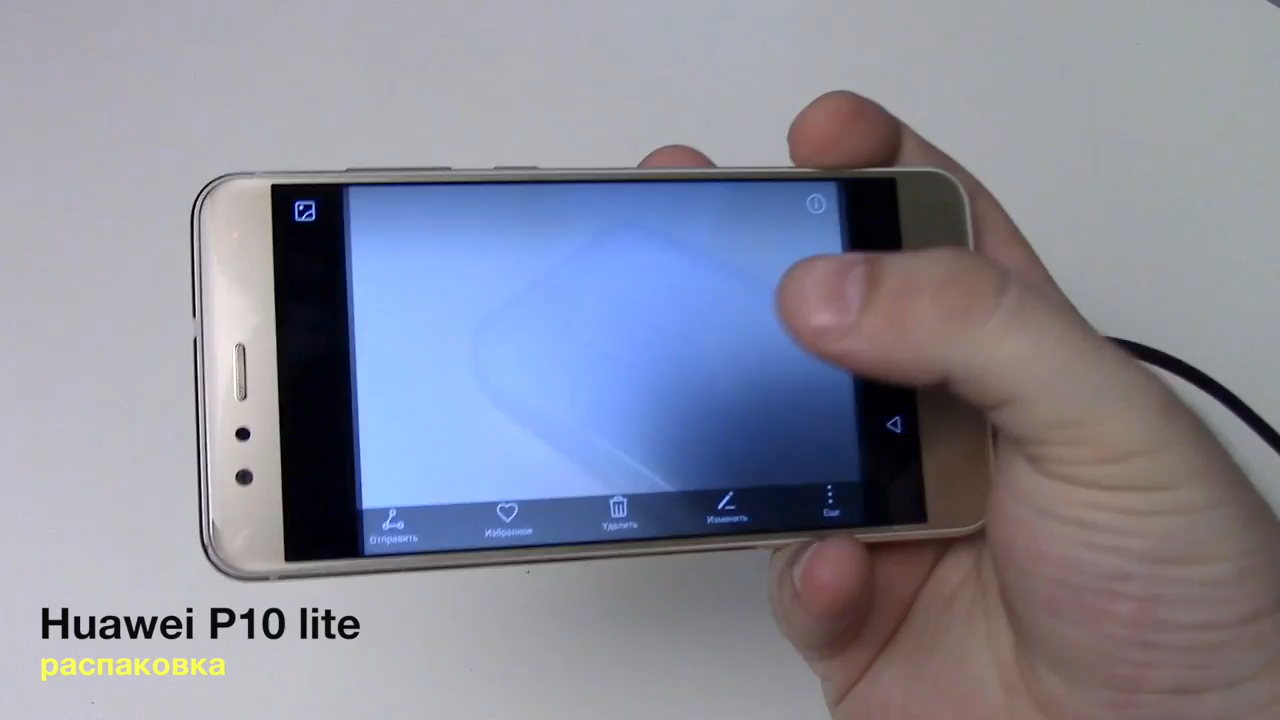 Отправить
Избранное
Удалить
Изменить
Еще
Huawei P10 lite
распаковка